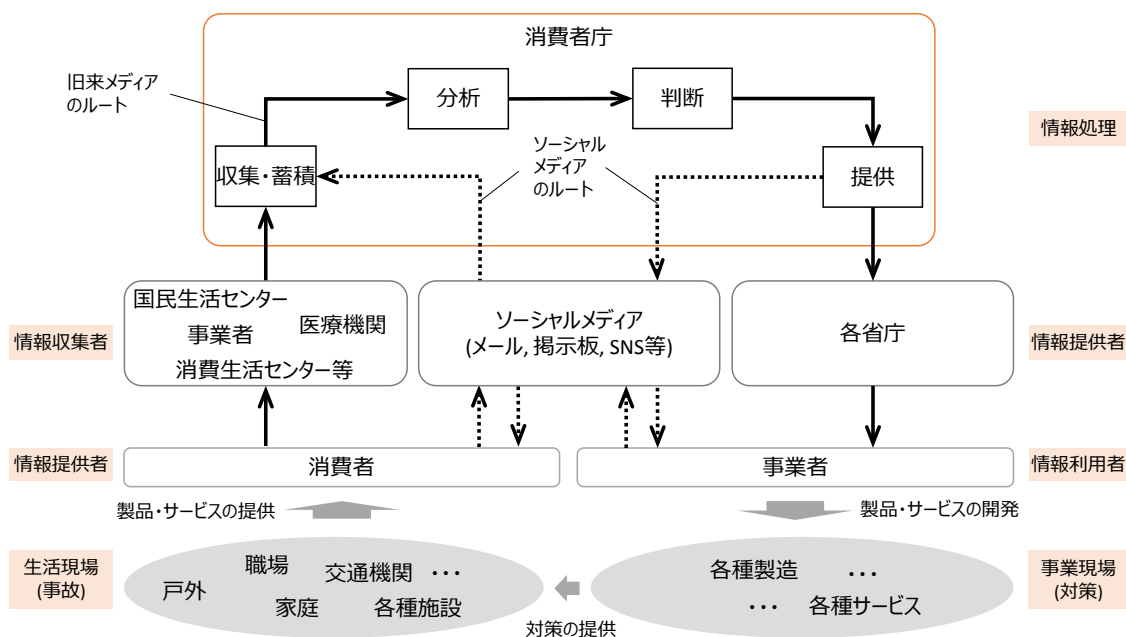 消費者庁
旧来メディア
のルート
分析
判断
情報処理
ソーシャル
メディア
のルート
収集・蓄積
提供
国民生活センター
事業者
医療機関
消費生活センター等
ソーシャルメディア
(メール, 掲示板, SNS等)
各省庁
情報収集者
情報提供者
情報提供者
消費者
事業者
情報利用者
製品・サービスの提供
製品・サービスの開発
生活現場
(事故)
職場
交通機関 ・・・
戸外
家庭
各種施設
各種製造 ・・・
・・・ 各種サービス
事業現場
(対策)
対策の提供